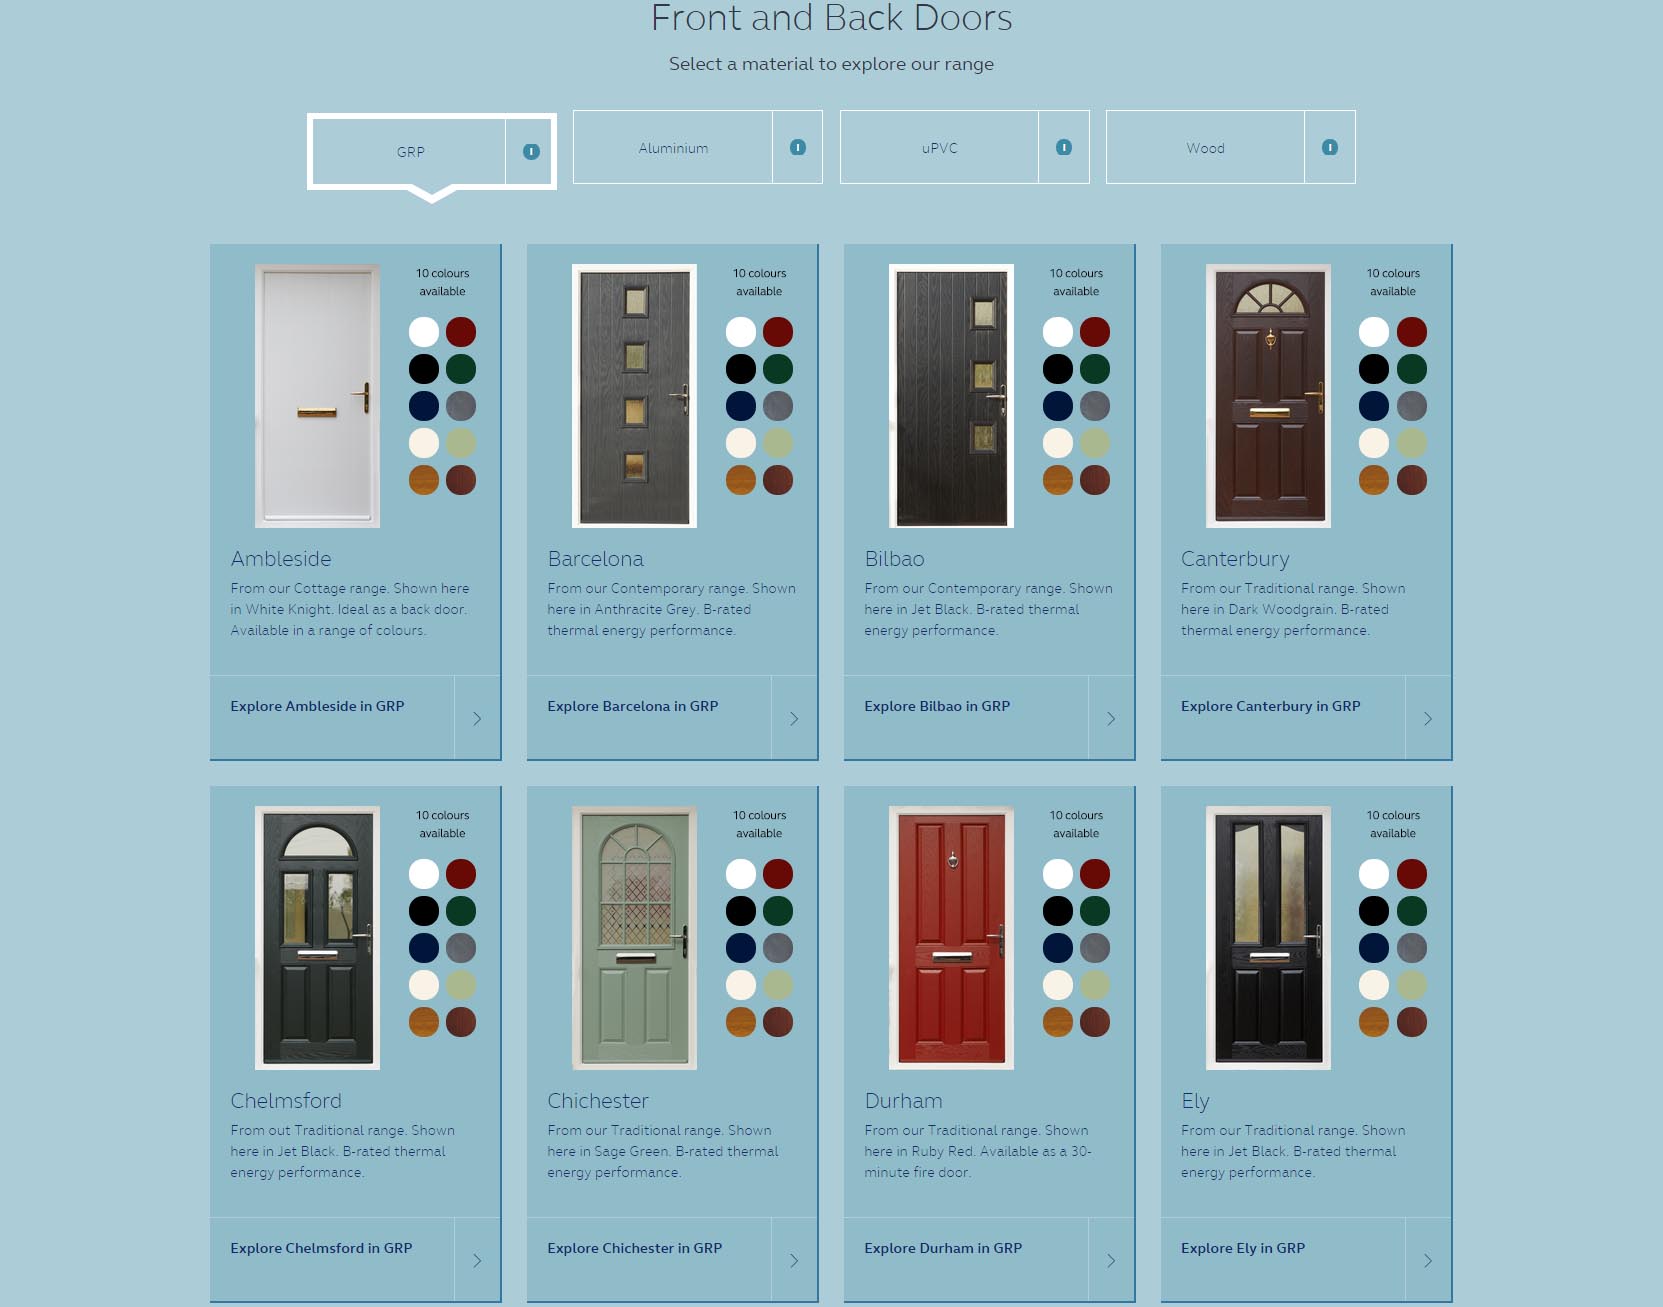 Front and Back Doors
Select a material to explore our range
GRP
Aluminium
uPVC
Wood
10 colours
available
Ambleside
From our Cottage range. Shown here
in White Knight. Ideal as a back door.
Available in a range of colours.
Explore Ambleside in GRP
10 colours
available
Barcelona
From our Contemporary range. Shown
here in Anthracite Grey. B-rated
thermal energy performance.
Explore Barcelona in GRP
10 colours
available
Bilbao
From our Contemporary range. Shown
here in Jet Black. B-rated thermal
energy performance.
Explore Bilbao in GRP
10 colours
available
Canterbury
From our Traditional range. Shown
here in Dark Woodgrain. B-rated
thermal energy performance.
Explore Canterbury in GRP
10 colours
available
Chelmsford
From out Traditional range. Shown
here in Jet Black. B-rated thermal
energy performance.
Explore Chelmsford in GRP
10 colours
available
Chichester
From our Traditional range. Shown
here in Sage Green. B-rated thermal
energy performance.
Explore Chichester in GRP
10 colours
available
Durham
From our Traditional range. Shown
here in Ruby Red. Available as a 30-
minute fire door.
Explore Durham in GRP
10 colours
available
Ely
From our Traditional range. Shown
here in Jet Black. B-rated thermal
energy performance.
Explore Ely in GRP